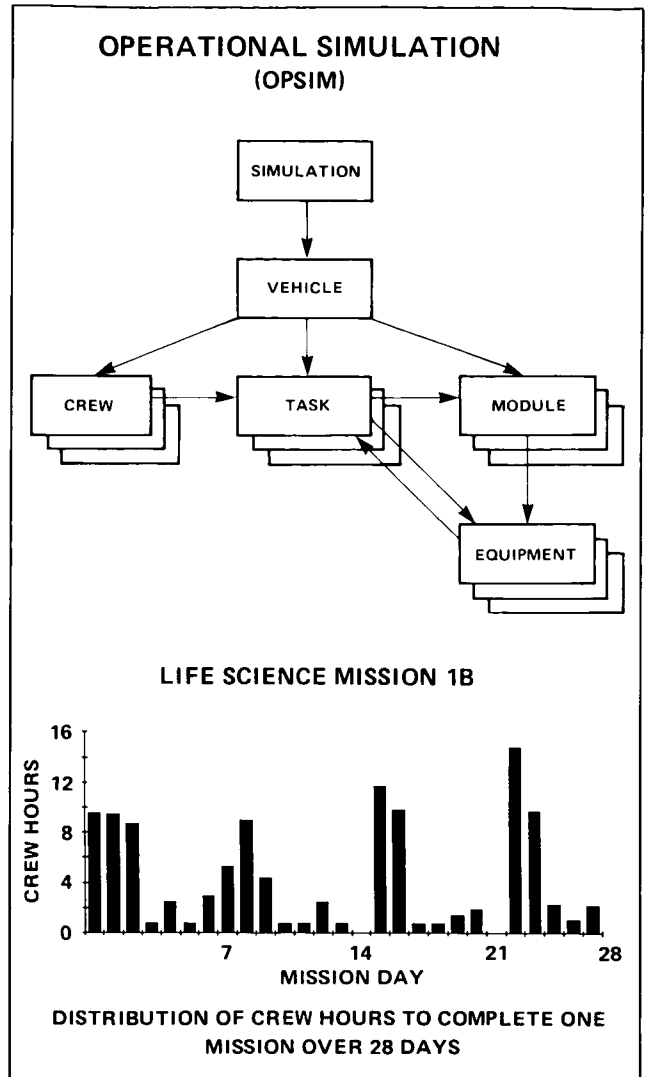 OPERATIONAL SIMULATION
(OPSIM)
SIMULATION
VEHICLE
CREW
TASK
MODULE
EQUIPMENT
LIFE SCIENCE MISSION 1B
16
12
8
4
0
CREW HOURS
7
14
21
28
MISSION DAY
DISTRIBUTION OF CREW HOURS TO COMPLETE ONE
MISSION OVER 28 DAYS